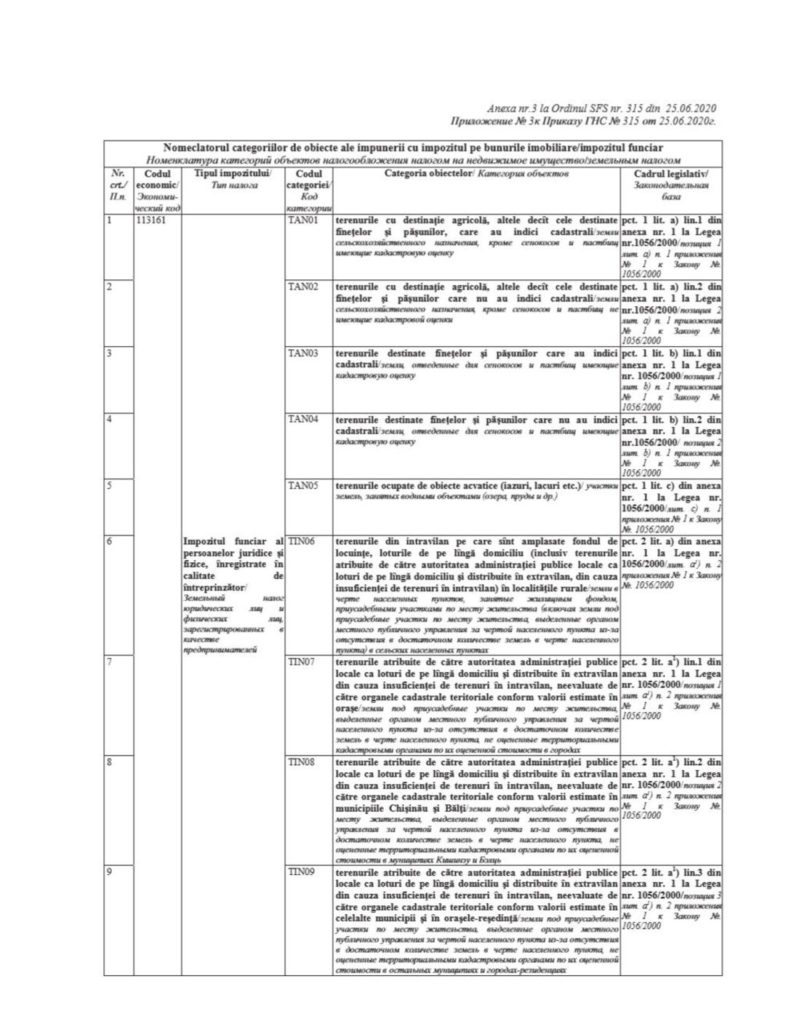 Anexa nr.3 la Ordinul SFS nr. 315 din 25.06.2020
Приложение № 3к Приказу ГНС № 315 от 25.06.2020г.
Nomeclatorul categoriilor de obiecte ale impunerii cu impozitul pe bunurile imobiliare/impozitul funciar
Номенклатура категорий объектов налогообложения налогом на недвижимое имущество/земельным налогом
Nr. crt./ П.п.
Codul economic/ Экономи-ческий код
Tipul impozitului/ Тип налога
Codul categoriei/ Код категории
Categoria obiectelor/ Категория объектов
Cadrul legislativ/ Законодательная база
1
113161
TAN01
terenurile cu destinaţie agricolă, altele decît cele destinate
fineţelor şi păşunilor, care au indici cadastrali/земли
сельскохозяйственного назначения, кроме сенокосов и пастбищ
имеющие кадастровую оценку
pct. 1 lit. a) lin.1 din
anexa nr. 1 la Legea
nr.1056/2000/позиция 1
лит. a) п. 1 приложения
№ 1 к Закону №.
1056/2000
2
TAN02
terenurile cu destinaţie agricolă, altele decît cele destinate
fineţelor şi păşunilor care nu au indici cadastrali/земли
сельскохозяйственного назначения, кроме сенокосов и пастбищ не
имеющие кадастровой оценки
pct. 1 lit. a) lin.2 din
anexa nr. 1 la Legea
nr.1056/2000/позиция 2
лит. a) п. 1 приложения
№ 1 к Закону №.
1056/2000
3
TAN03
terenurile destinate fineţelor şi păşunilor care au indici
cadastrali/земли, отведенные для сенокосов и пастбищ имеющие
кадастровую оценку
pct. 1 lit. b) lin.1 din
anexa nr. 1 la Legea
nr. 1056/2000/позиция 1
лит. b) п. 1 приложения
№ 1 к Закону №.
1056/2000
4
TAN04
terenurile destinate fineţelor şi păşunilor care nu au indici
cadastrali/земли, отведенные для сенокосов и пастбищ имеющие
кадастровую оценку
pct. 1 lit. b) lin.2 din
anexa nr. 1 la Legea
nr.1056/2000/ позиция 2
лит. b) п. 1 приложения
№ 1 к Закону №.
1056/2000
5
TAN05
terenurile ocupate de obiecte acvatice (iazuri, lacuri etc.)/ участки
земель, занятых водными объектами (озера, пруды и др.)
pct. 1 lit. c) din anexa
nr. 1 la Legea nr.
1056/2000/лит. c) п. 1
приложения № 1 к Закону
№. 1056/2000
6
Impozitul funciar al
persoanelor juridice şi
fizice, înregistrate în
calitate de
întreprinzător/
Земельный налог
юридических лиц и
физических лиц,
зарегистрированных в
качестве
предпринимателей
TIN06
terenurile din intravilan pe care sînt amplasate fondul de
locuinţe, loturile de pe lîngă domiciliu (inclusiv terenurile
atribuite de către autoritatea administraţiei publice locale ca
loturi de pe lîngă domiciliu şi distribuite în extravilan, din cauza
insuficienţei de terenuri în intravilan) în localităţile rurale/земли в
черте населенных пунктов, занятые жилищным фондом,
приусадебными участками по месту жительства (включая земли под
приусадебные участки по месту жительства, выделенные органом
местного публичного управления за чертой населенного пункта из-за
отсутствия в достаточном количестве земель в черте населенного
пункта) в сельских населенных пунктах
pct. 2 lit. a) din anexa
nr. 1 la Legea nr.
1056/2000/лит. a¹) п. 2
приложения № 1 к Закону
№. 1056/2000
7
TIN07
terenurile atribuite de către autoritatea administraţiei publice
locale ca loturi de pe lîngă domiciliu şi distribuite în extravilan
din cauza insuficienţei de terenuri în intravilan, neevaluate de
către organele cadastrale teritoriale conform valorii estimate în
oraşe/земли под приусадебные участки по месту жительства,
выделенные органом местного публичного управления за чертой
населенного пункта из-за отсутствия в достаточном количестве
земель в черте населенного пункта, не оцененные территориальными
кадастровыми органами по их оцененной стоимости в городах
pct. 2 lit. a¹) lin.1 din
anexa nr. 1 la Legea
nr. 1056/2000/позиция 1
лит. a¹) п. 2 приложения
№ 1 к Закону №.
1056/2000
8
TIN08
terenurile atribuite de către autoritatea administraţiei publice
locale ca loturi de pe lîngă domiciliu şi distribuite în extravilan
din cauza insuficienţei de terenuri în intravilan, neevaluate de
către organele cadastrale teritoriale conform valorii estimate în
municipiile Chişinău şi Bălţi/земли под приусадебные участки по
месту жительства, выделенные органом местного публичного
управления за чертой населенного пункта из-за отсутствия в
достаточном количестве земель в черте населенного пункта, не
оцененные территориальными кадастровыми органами по их оцененной
стоимости в муниципиях Кишинэу и Бэлць
pct. 2 lit. a¹) lin.2 din
anexa nr. 1 la Legea
nr. 1056/2000/позиция 2
лит. a¹) п. 2 приложения
№ 1 к Закону №.
1056/2000
9
TIN09
terenurile atribuite de către autoritatea administraţiei publice
locale ca loturi de pe lîngă domiciliu şi distribuite în extravilan
din cauza insuficienţei de terenuri în intravilan, neevaluate de
către organele cadastrale teritoriale conform valorii estimate în
celelalte municipii şi în oraşele-reşedinţă/земли под приусадебные
участки по месту жительства, выделенные органом местного
публичного управления за чертой населенного пункта из-за отсутствия
в достаточном количестве земель в черте населенного пункта, не
оцененные территориальными кадастровыми органами по их оцененной
стоимости в остальных муниципиях и городах-резиденциях
pct. 2 lit. a¹) lin.3 din
anexa nr. 1 la Legea
nr. 1056/2000/позиция 3
лит. a¹) п. 2 приложения
№ 1 к Закону №.
1056/2000